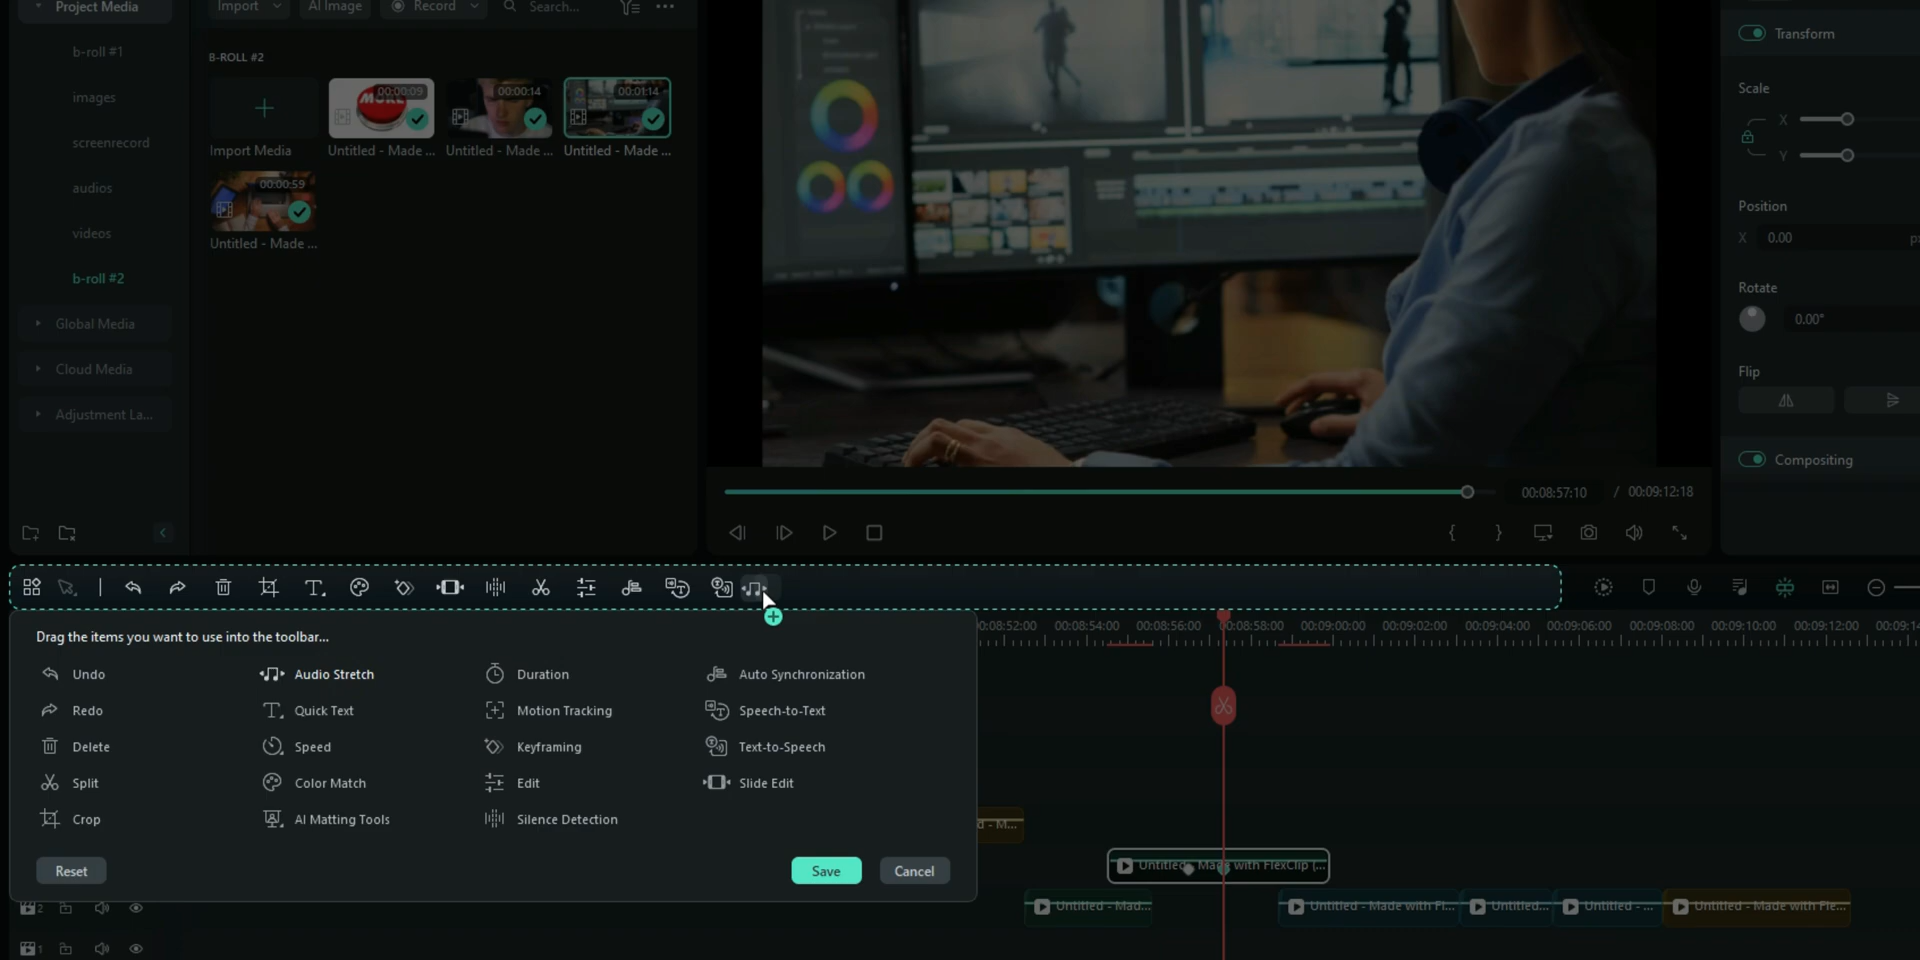 Project Media
Import
AI Image
Record
Search...
Transform
b-roll #1
images
screenrecord
audios
videos
b-roll #2
Global Media
Cloud Media
Adjustment La...
B-ROLL #2
00:00:09
00:00:14
00:01:14
Import Media
Untitled - Made ...
Untitled - Made ...
Untitled - Made ...
00:00:59
Untitled - Made ...
Scale
X
Y
Position
X 0.00
Rotate
0.00°
Flip
Compositing
00:08:57:10 / 00:09:12:18
Drag the items you want to use into the toolbar...
Undo
Audio Stretch
Duration
Auto Synchronization
Redo
Quick Text
Motion Tracking
Speech-to-Text
Delete
Speed
Keyframing
Text-to-Speech
Split
Color Match
Edit
Slide Edit
Crop
AI Matting Tools
Silence Detection
Reset
Save
Cancel
00:08:54:00 00:08:56:00 00:08:58:00 00:09:00:00 00:09:02:00 00:09:04:00 00:09:06:00 00:09:08:00 00:09:10:00 00:09:12:00
d - M...
Untitled - Made with FlexClip (...
2
Untitled - Mad...
Untitled - Made with Fl...
Untitled...
Untitled - ...
Untitled - Made with Fle...
1